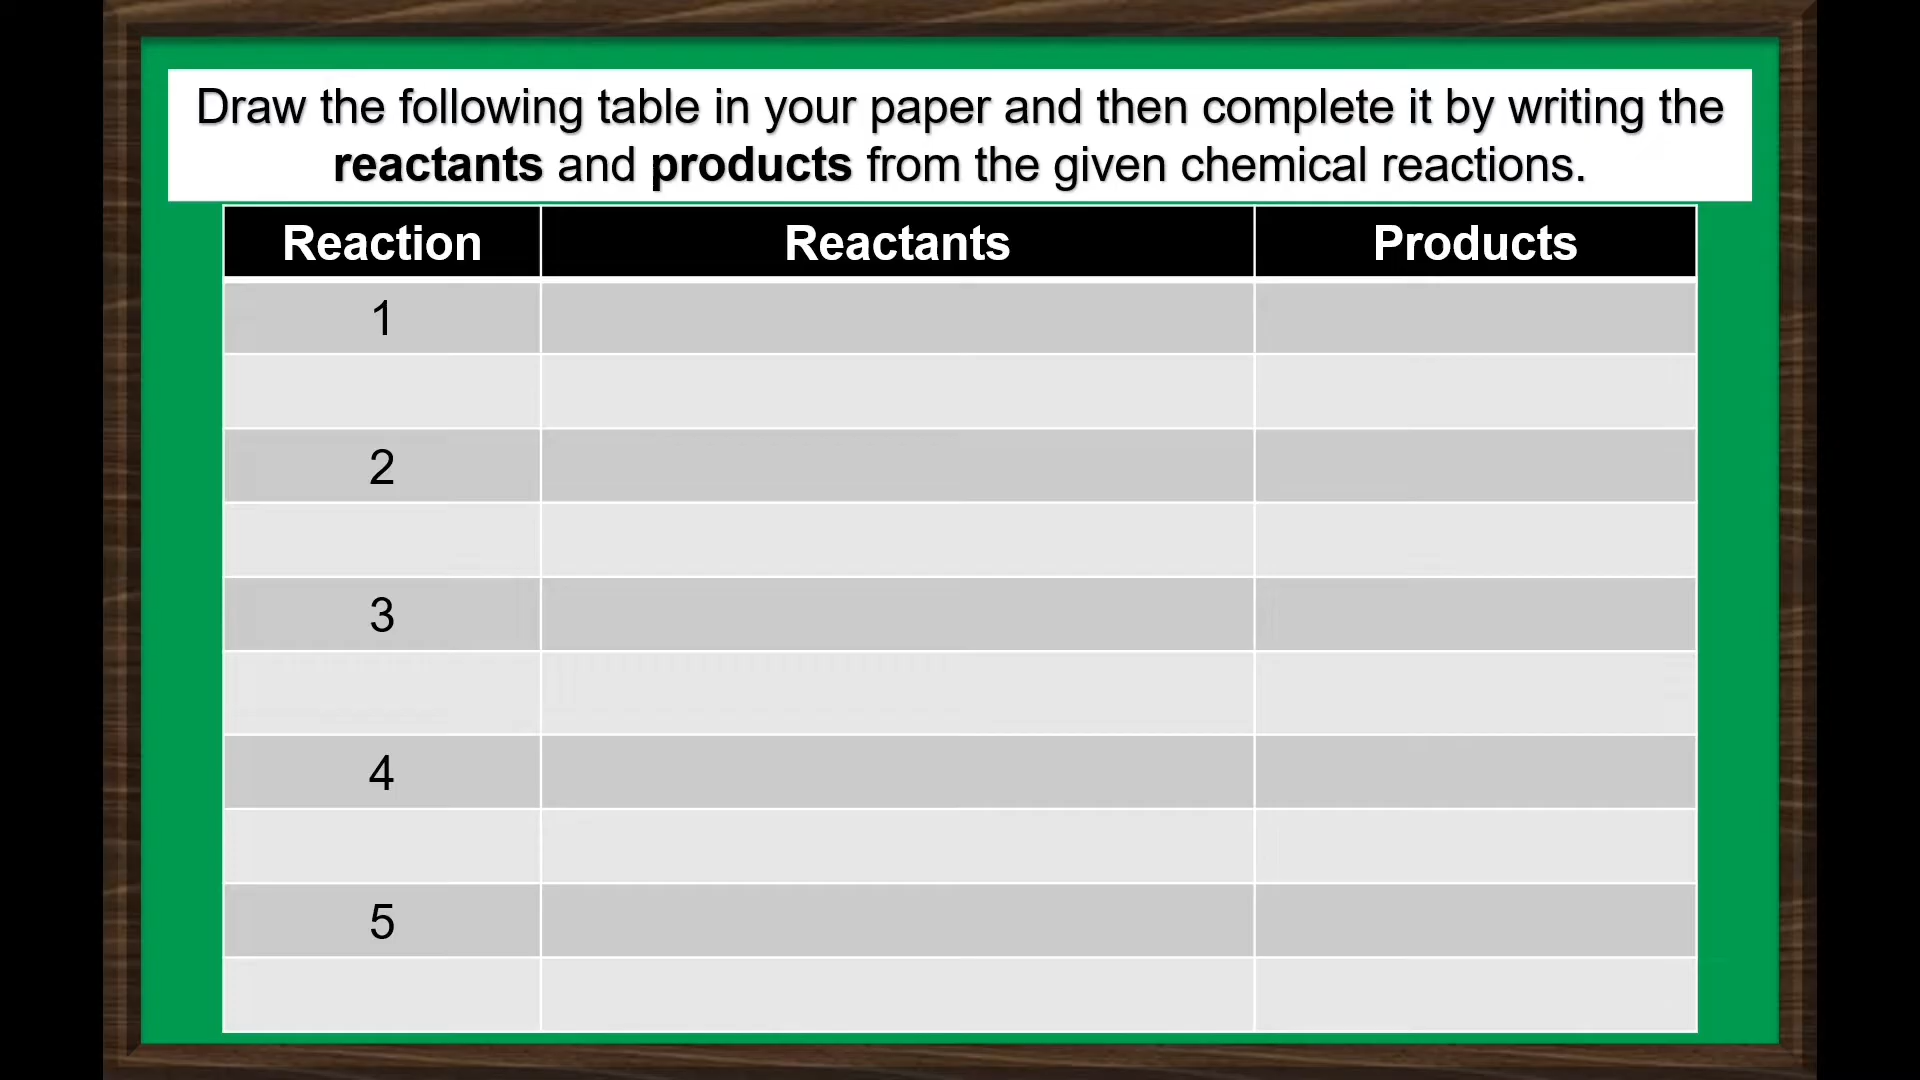 Draw the following table in your paper and then complete it by writing the
reactants and products from the given chemical reactions.
Reaction Reactants Products
1
2
3
4
5